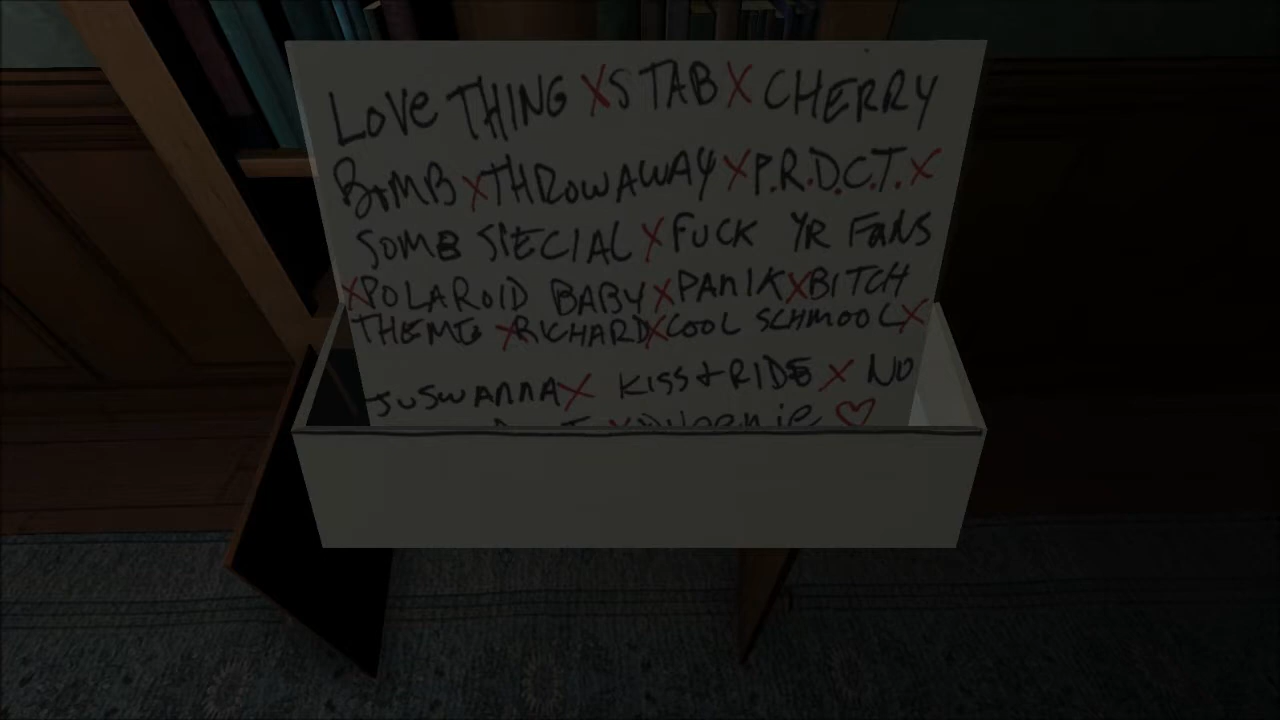 LOVE THING X STAB X CHERRY
BOMB X THROWAWAY X P.R.D.C.T. X
SOME SPECIAL X FUCK YR FANS
X POLAROID BABY X PANIK X BITCH
THEME X RICHARD X COOL SCHMOOL X
JUSWANNA X KISS + RIDE X NO